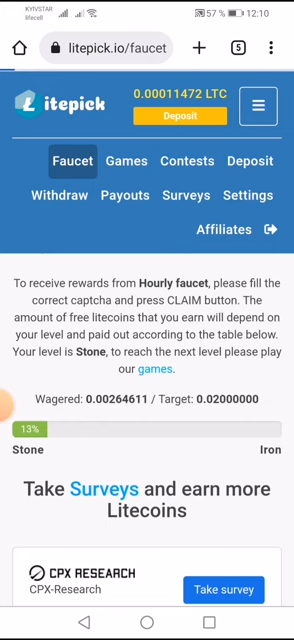 KYIVSTAR
lifecell
57 % 12:10
litepick.io/faucet
5
Litepick
0.00011472 LTC
Deposit
Faucet Games Contests Deposit
Withdraw Payouts Surveys Settings
Affiliates
To receive rewards from Hourly faucet, please fill the
correct captcha and press CLAIM button. The
amount of free litecoins that you earn will depend on
your level and paid out according to the table below.
Your level is Stone, to reach the next level please play
our games.
Wagered: 0.00264611 / Target: 0.02000000
13%
Stone Iron
Take Surveys and earn more
Litecoins
CPX RESEARCH
CPX-Research
Take survey